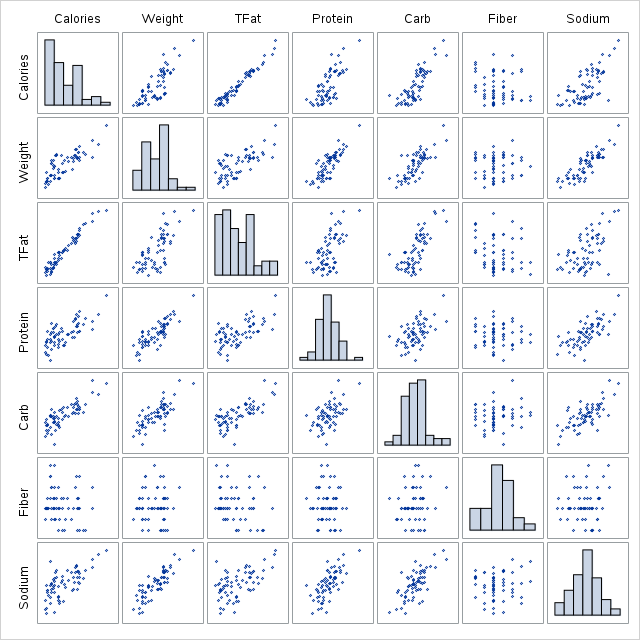 Calories Weight TFat Protein Carb Fiber Sodium
Calories
Weight
TFat
Protein
Carb
Fiber
Sodium